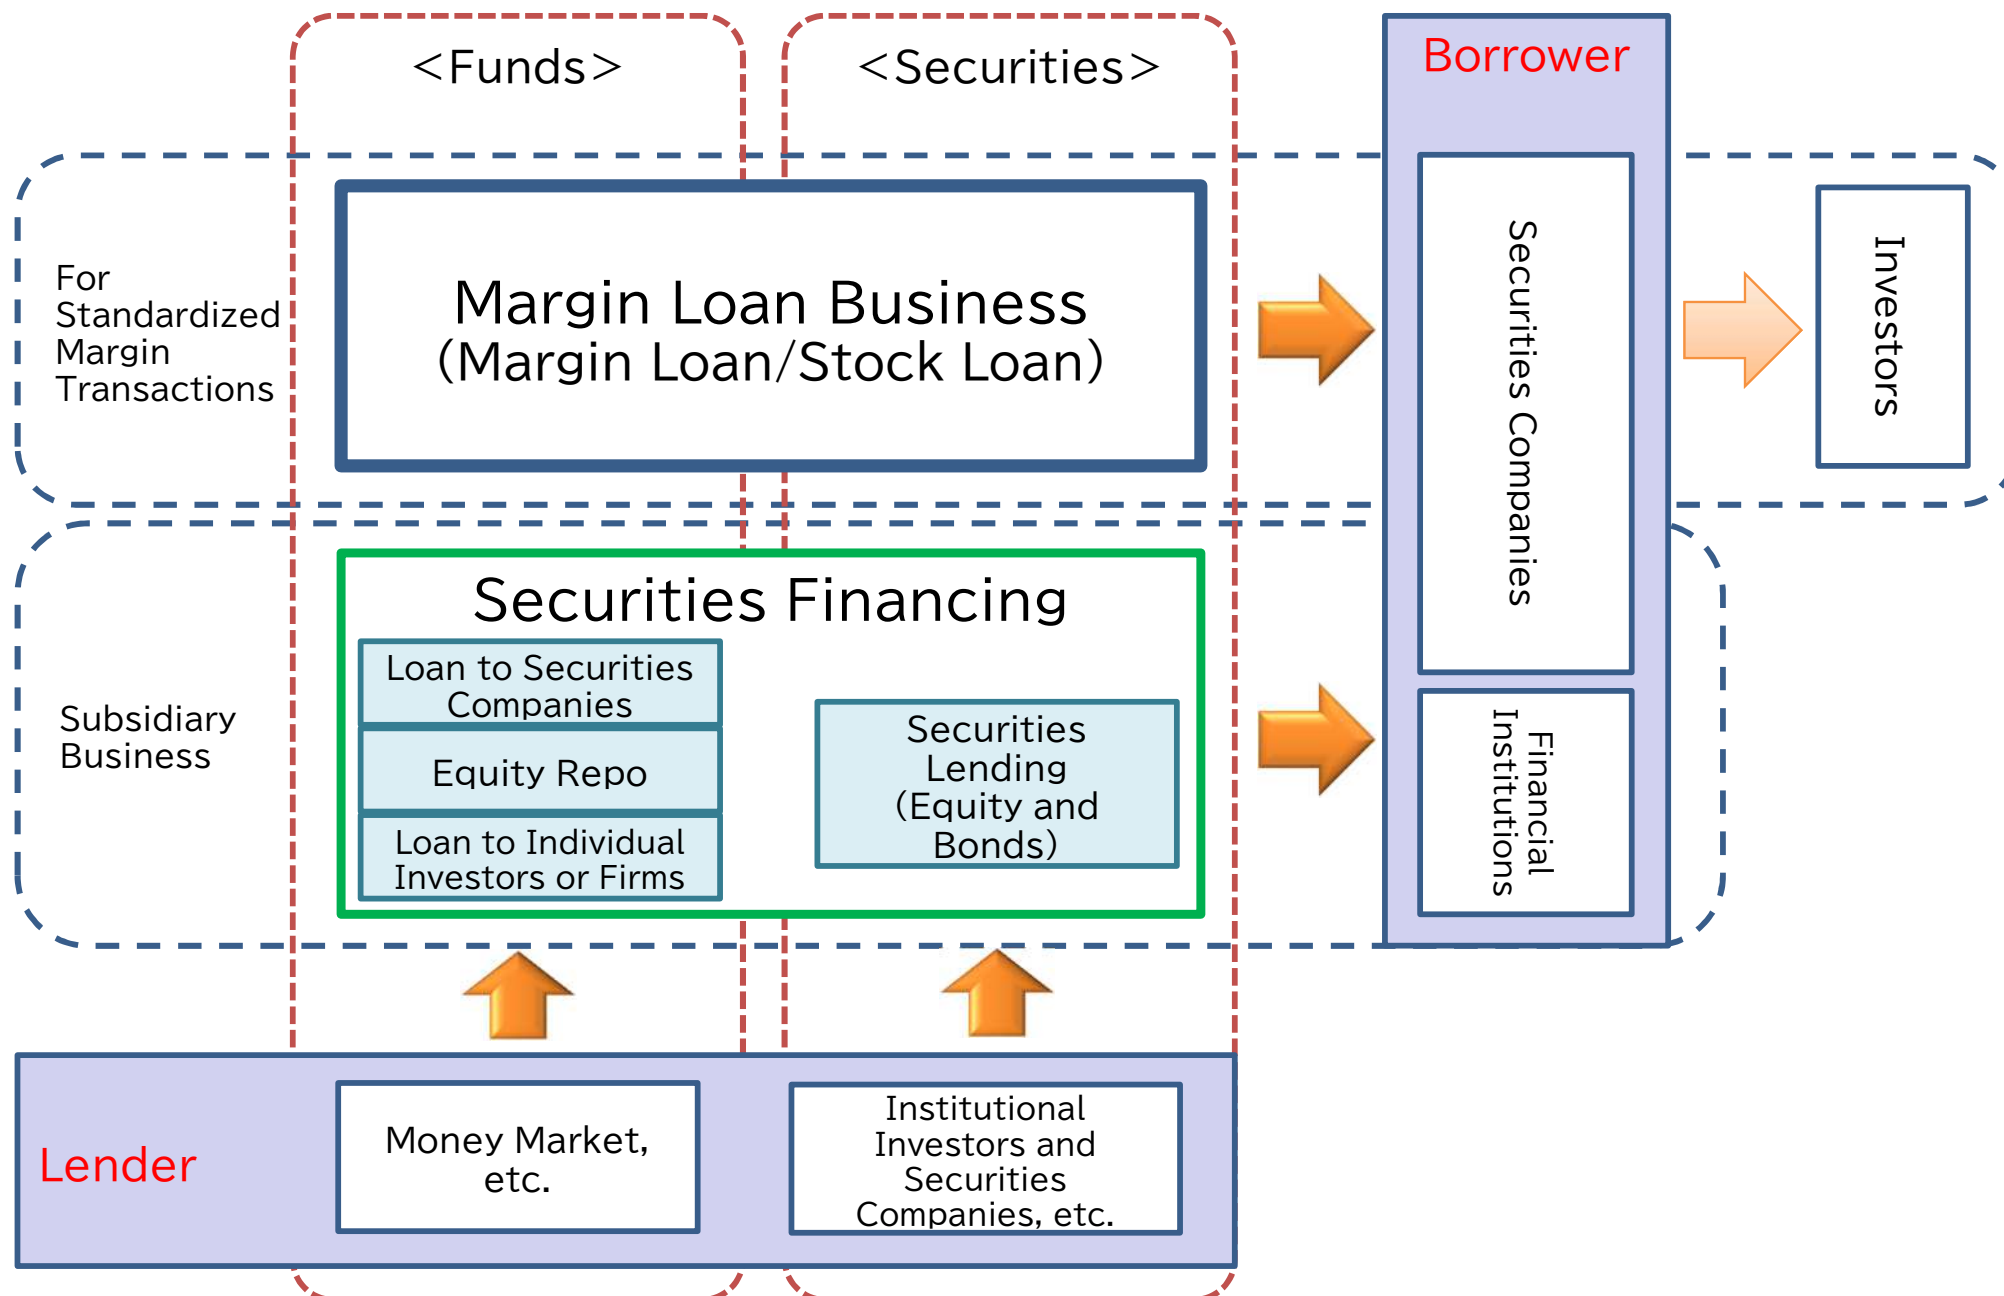 <Funds>
<Securities>
Borrower
For
Standardized
Margin
Transactions
Margin Loan Business
(Margin Loan/Stock Loan)
Securities Companies
Investors
Subsidiary
Business
Securities Financing
Loan to Securities
Companies
Equity Repo
Loan to Individual
Investors or Firms
Securities
Lending
(Equity and
Bonds)
Financial
Institutions
Lender
Money Market,
etc.
Institutional
Investors and
Securities
Companies, etc.